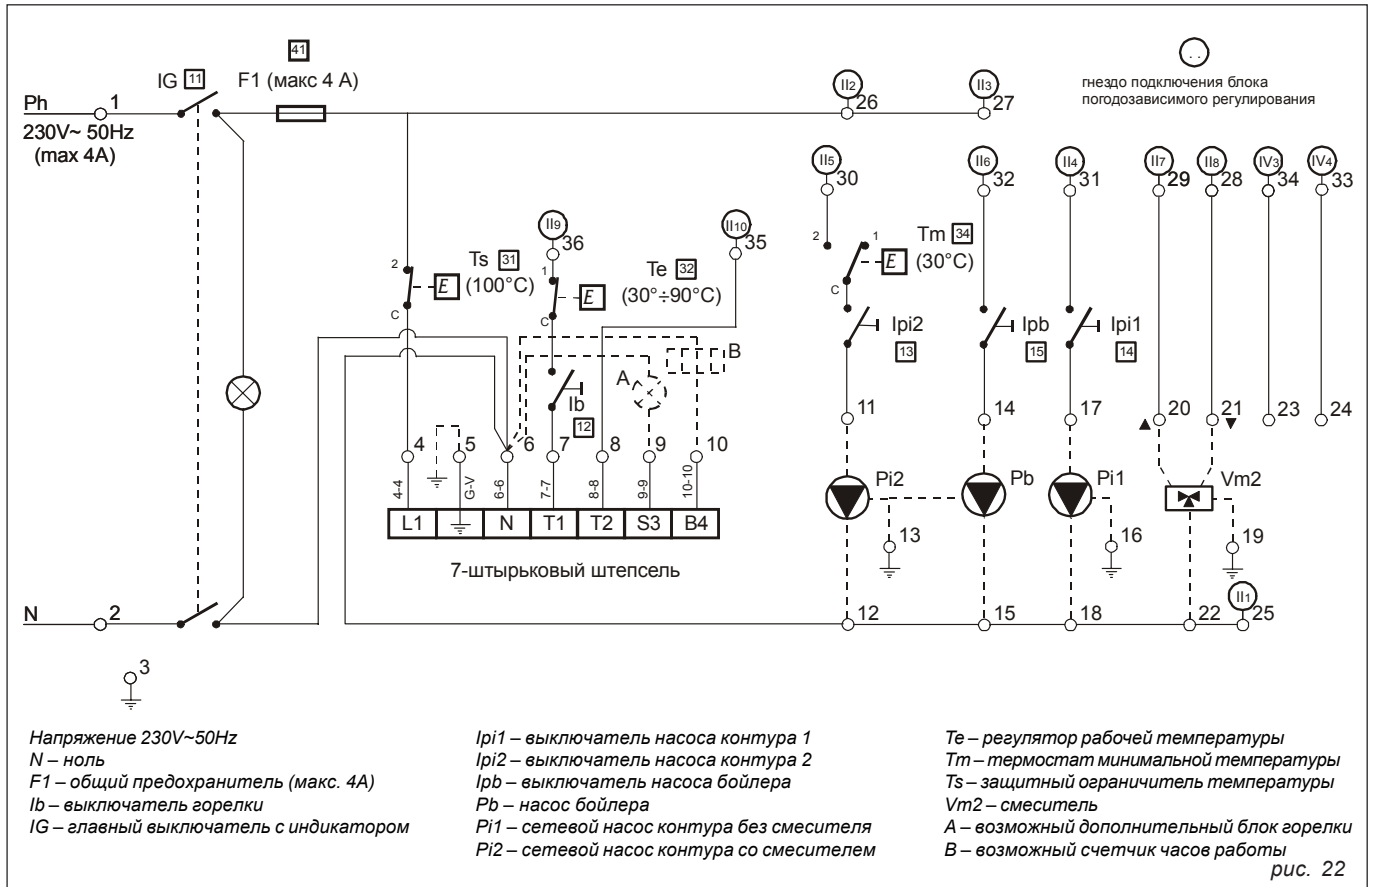 41
IG 11 F1 (макс 4 А)
Ph 1
230V~ 50Hz
(max 4A)
II2 26 II3 27
гнездо подключения блока
погодозависимого регулирования
II5 30 II6 32 II4 31 II7 29 II8 28 IV3 34 IV4 33
2 1 Tm 34
E (30°C)
C
II9 36 II10 35
2 Ts 31 1 Te 32
E (100°C) E (30°÷90°C)
C C
Ipi2 Ipb Ipi1
13 15 14
A B
Ib
12
11 14 17 20 21 23 24
▲ ▼
4 5 6 7 8 9 10
4-4 G-V 6-6 7-7 8-8 9-9 10-10
L1 N T1 T2 S3 B4
7-штырьковый штепсель
Pi2 Pb Pi1 Vm2
13 16 19
N 2
12 15 18 22 II1 25
3
Напряжение 230V~50Hz
N – ноль
F1 – общий предохранитель (макс. 4А)
Ib – выключатель горелки
IG – главный выключатель с индикатором
Ipi1 – выключатель насоса контура 1
Ipi2 – выключатель насоса контура 2
Ipb – выключатель насоса бойлера
Pb – насос бойлера
Pi1 – сетевой насос контура без смесителя
Pi2 – сетевой насос контура со смесителем
Te – регулятор рабочей температуры
Tm – термостат минимальной температуры
Ts – защитный ограничитель температуры
Vm2 – смеситель
A – возможный дополнительный блок горелки
B – возможный счетчик часов работы
рис. 22